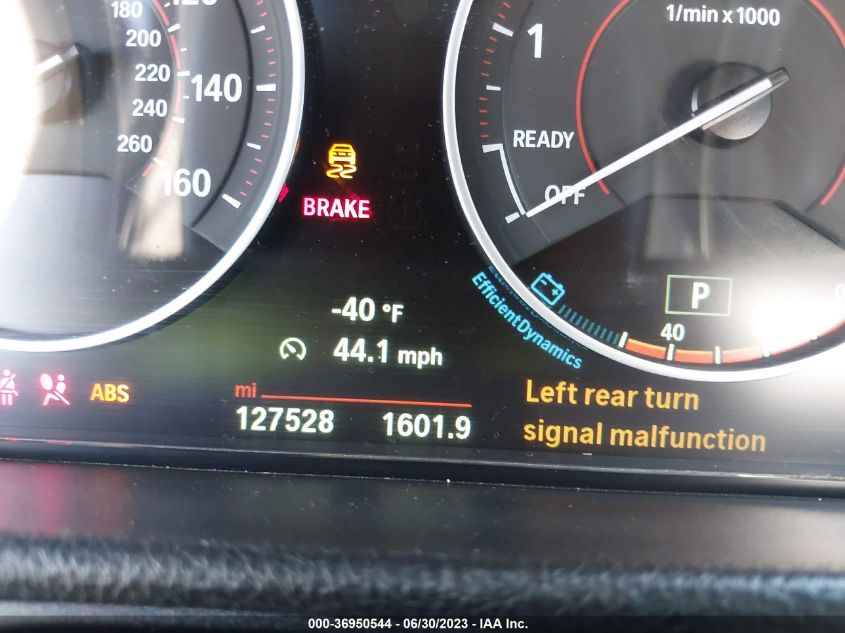 180
200
220
240
260
120
140
160
BRAKE
1/min x 1000
1
READY
OFF
-40 °F
44.1 mph
mi
127528 1601.9
ABS
EfficientDynamics
P
40
Left rear turn
signal malfunction
000-36950544 - 06/30/2023 - IAA Inc.